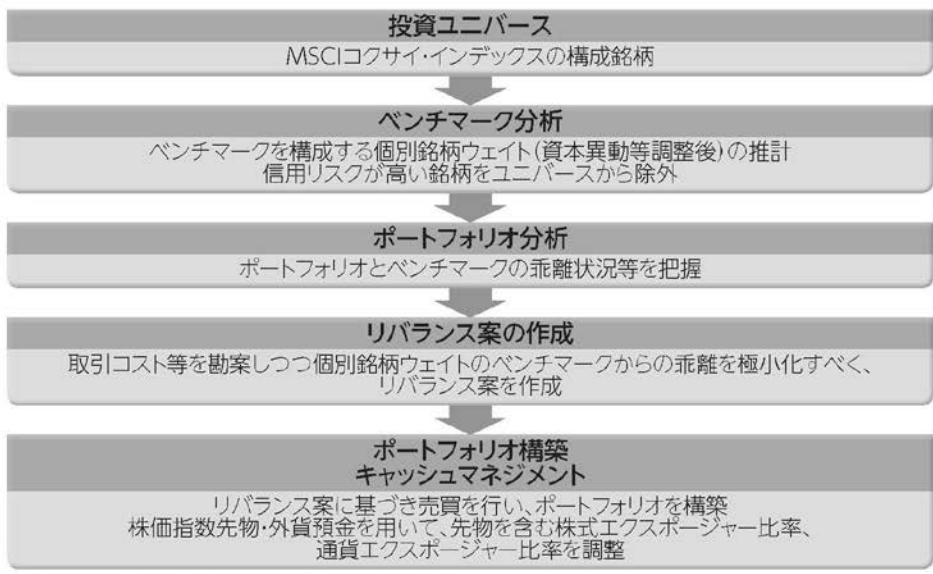 投資ユニバース
MSCIコクサイ・インデックスの構成銘柄
ベンチマーク分析
ベンチマークを構成する個別銘柄ウェイト(資本異動等調整後)の推計
信用リスクが高い銘柄をユニバースから除外
ポートフォリオ分析
ポートフォリオとベンチマークの乖離状況等を把握
リバランス案の作成
取引コスト等を勘案しつつ個別銘柄ウェイトのベンチマークからの乖離を極小化すべく、
リバランス案を作成
ポートフォリオ構築
キャッシュマネジメント
リバランス案に基づき売買を行い、ポートフォリオを構築
株価指数先物・外貨預金を用いて、先物を含む株式エクスポージャー比率、
通貨エクスポージャー比率を調整